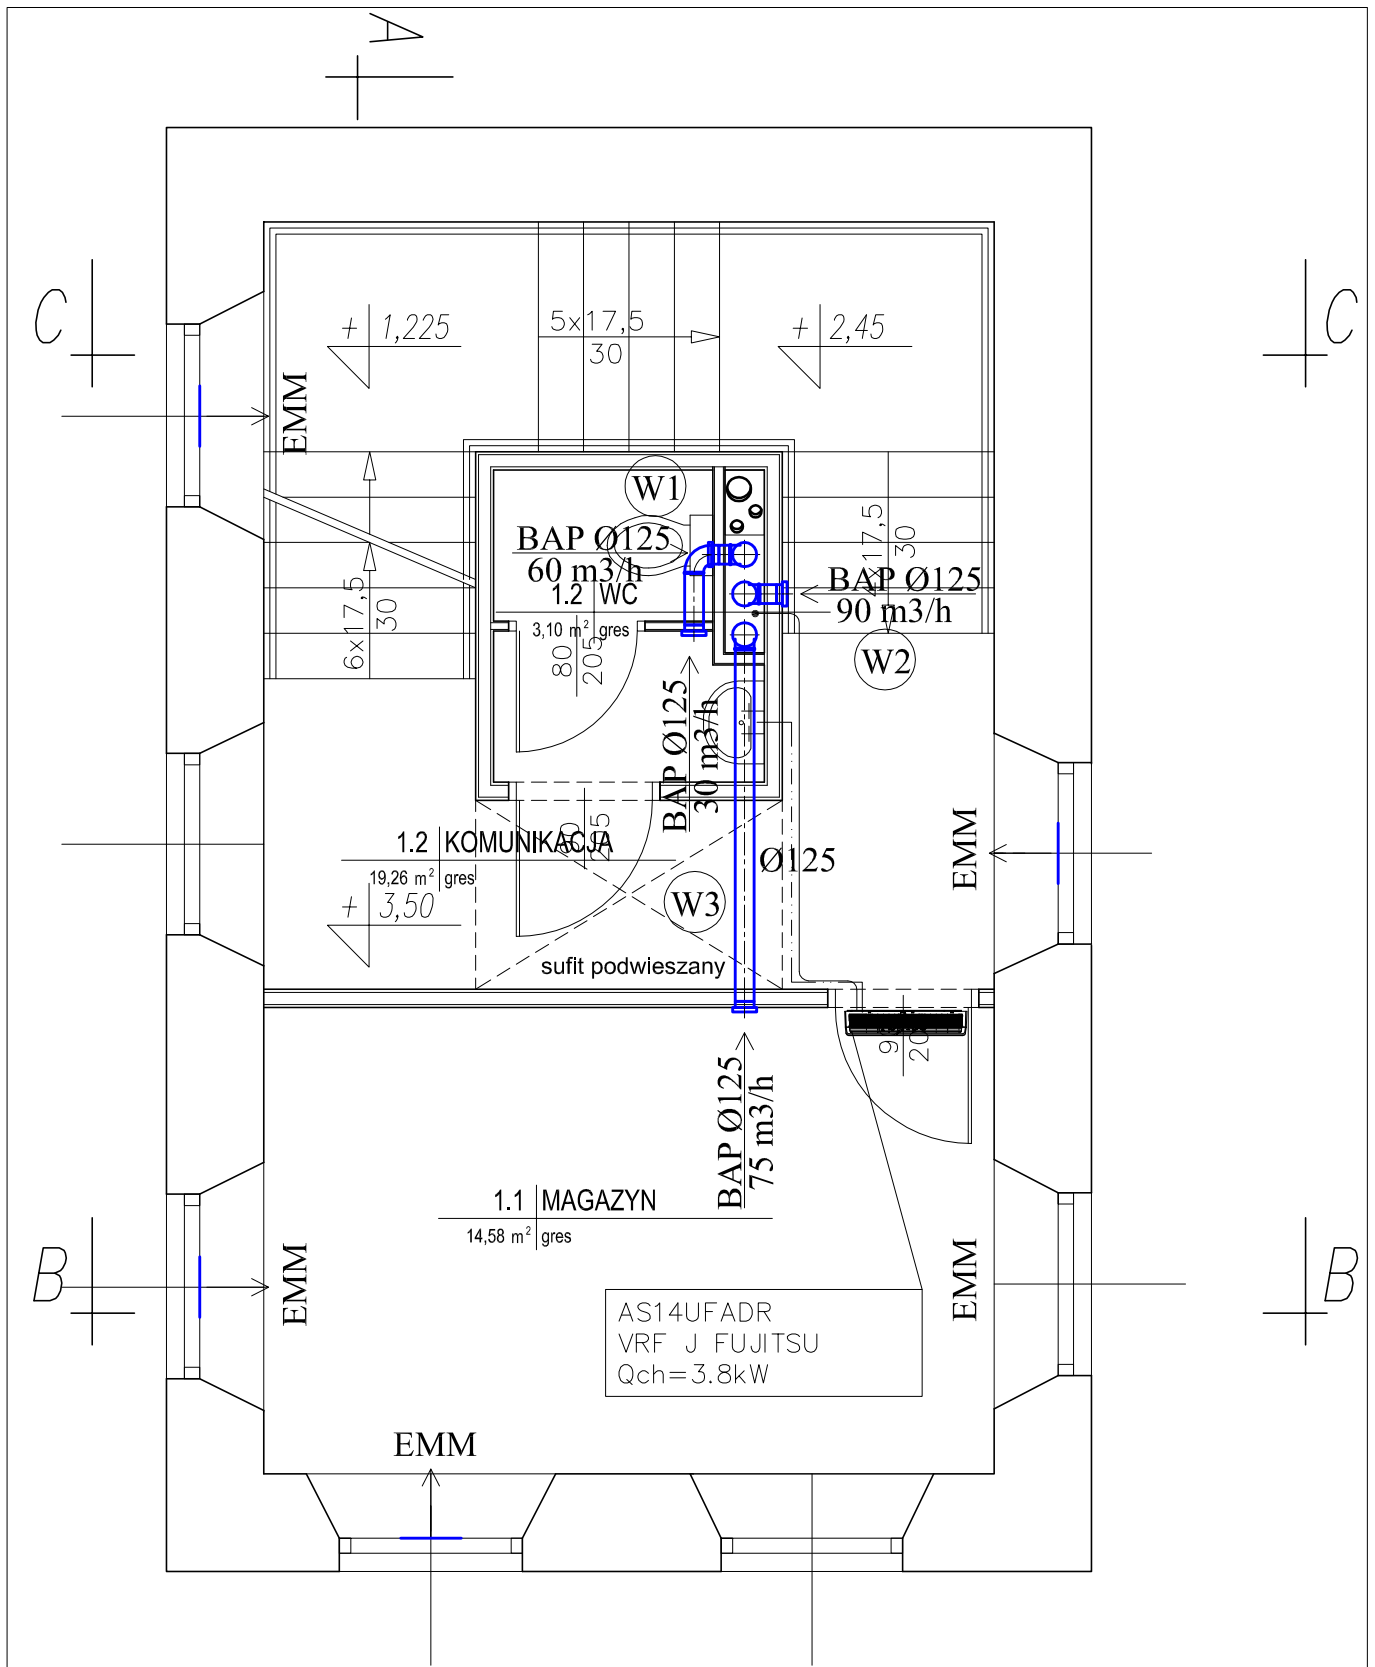 A
C
C
+ 1,225
5x17,5
30
+ 2,45
EMM
W1
BAP Ø125
60 m3/h
1.2 WC
3,10 m² gres
80
205
4x17,5
30
BAP Ø125
90 m3/h
W2
6x17,5
30
BAP Ø125
30 m3/h
1.2 KOMUNIKACJA
19,26 m² gres
+ 3,50
Ø125
W3
EMM
sufit podwieszany
BAP Ø125
75 m3/h
1.1 MAGAZYN
14,58 m² gres
B
B
EMM
EMM
AS14UFADR
VRF J FUJITSU
Qch=3.8kW
EMM